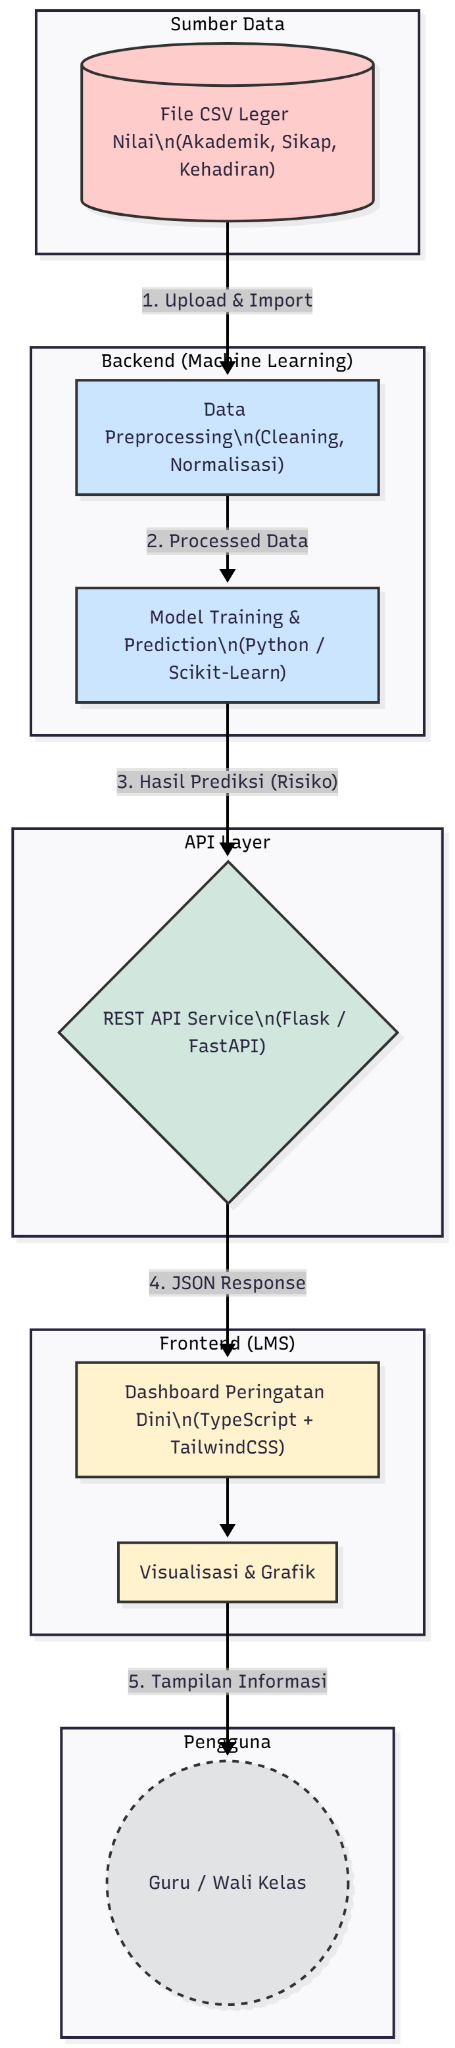 Sumber Data
File CSV Leger
Nilai\n(Akademik, Sikap,
Kehadiran)
1. Upload & Import
Backend (Machine Learning)
Data
Preprocessing\n(Cleaning,
Normalisasi)
2. Processed Data
Model Training &
Prediction\n(Python /
Scikit-Learn)
3. Hasil Prediksi (Risiko)
API Layer
REST API Service\n(Flask /
FastAPI)
4. JSON Response
Frontend (LMS)
Dashboard Peringatan
Dini\n(TypeScript +
TailwindCSS)
Visualisasi & Grafik
5. Tampilan Informasi
Pengguna
Guru / Wali Kelas